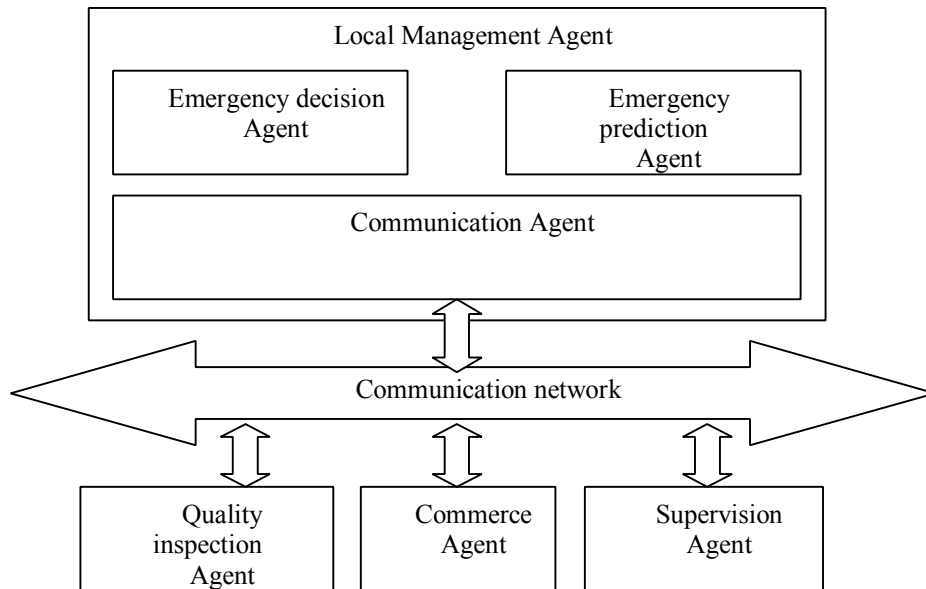 Local Management Agent
Emergency decision
Agent
Emergency
prediction
Agent
Communication Agent
Communication network
Quality
inspection
Agent
Commerce
Agent
Supervision
Agent